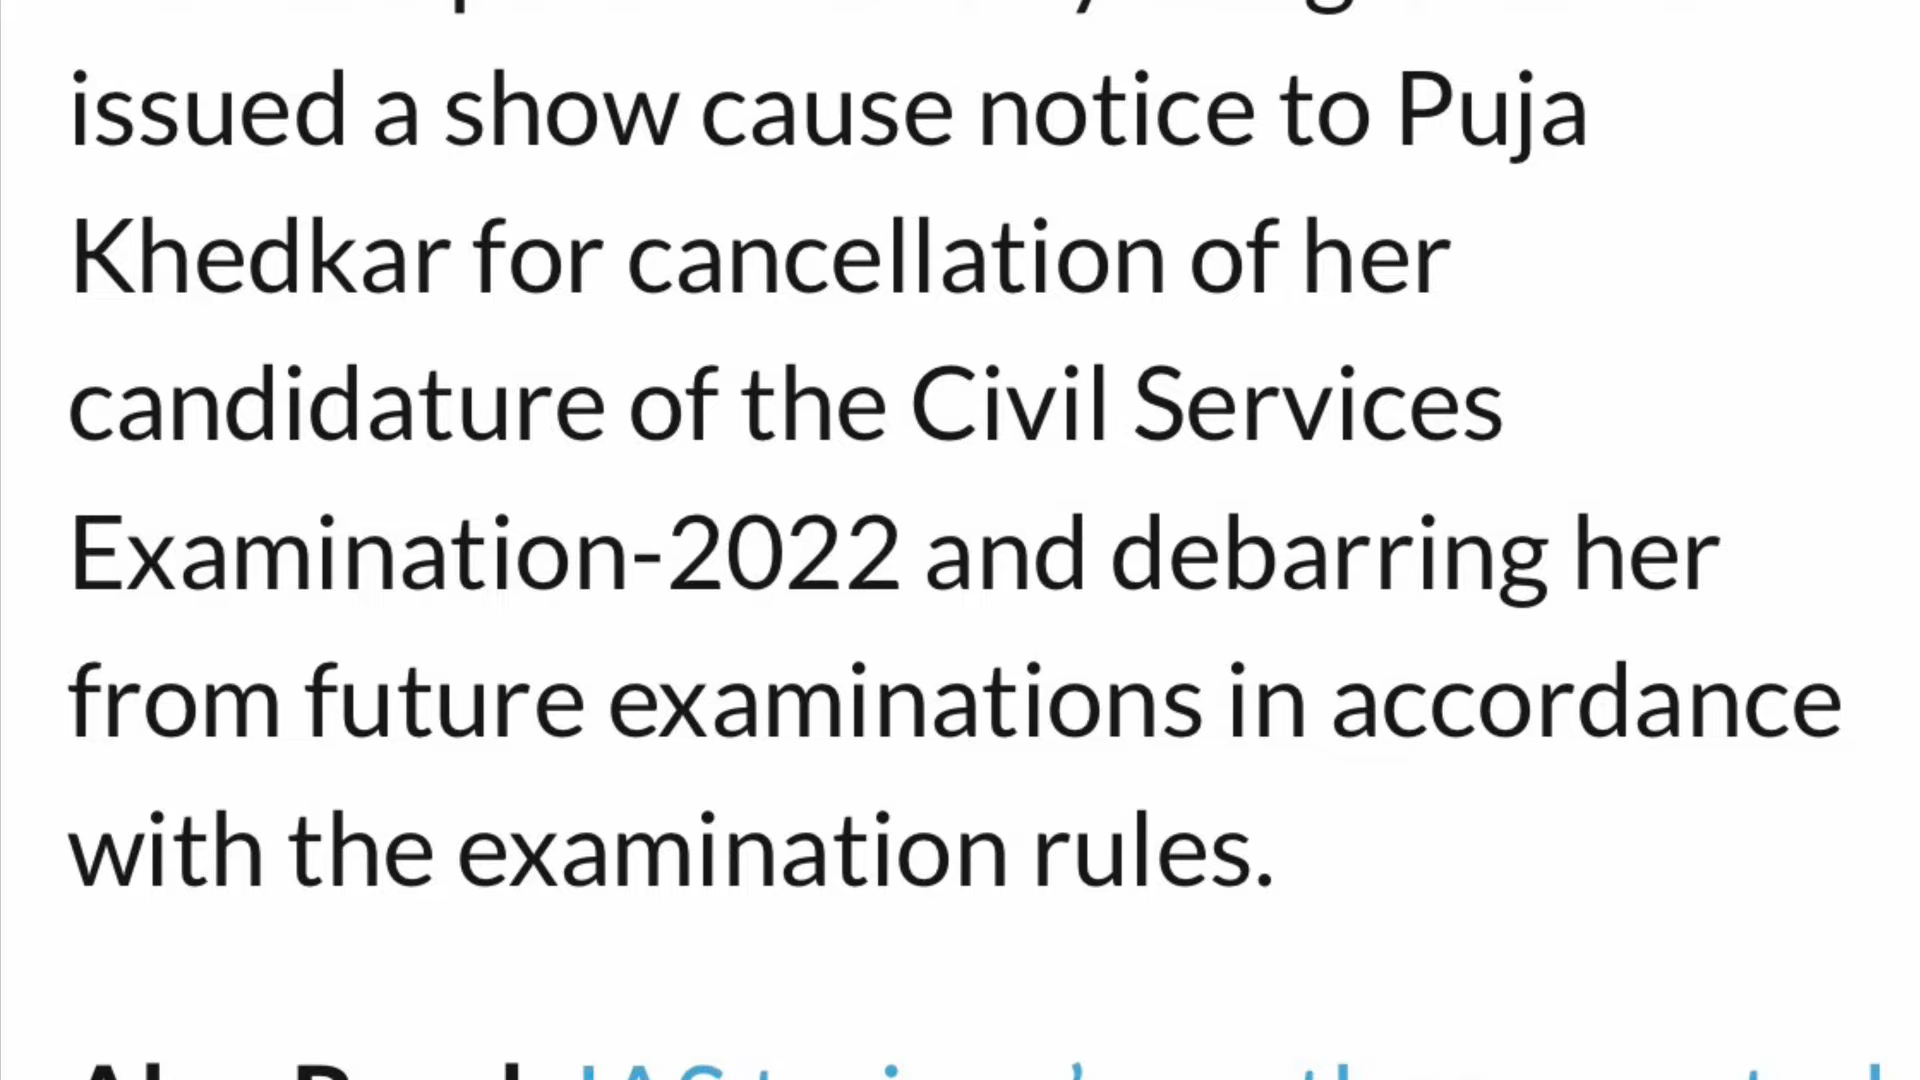 issued a show cause notice to Puja
Khedkar for cancellation of her
candidature of the Civil Services
Examination-2022 and debarring her
from future examinations in accordance
with the examination rules.